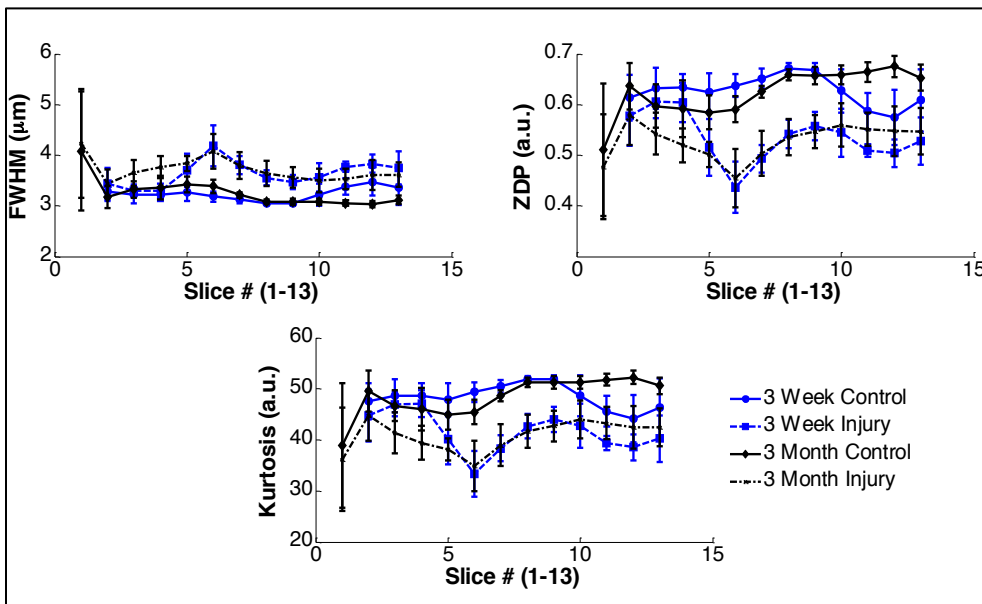 FWHM (μm)
6
5
4
3
2
0
5
10
15
Slice # (1-13)
ZDP (a.u.)
0.7
0.6
0.5
0.4
0
5
10
15
Slice # (1-13)
Kurtosis (a.u.)
60
50
40
30
20
0
5
10
15
Slice # (1-13)
3 Week Control
3 Week Injury
3 Month Control
3 Month Injury